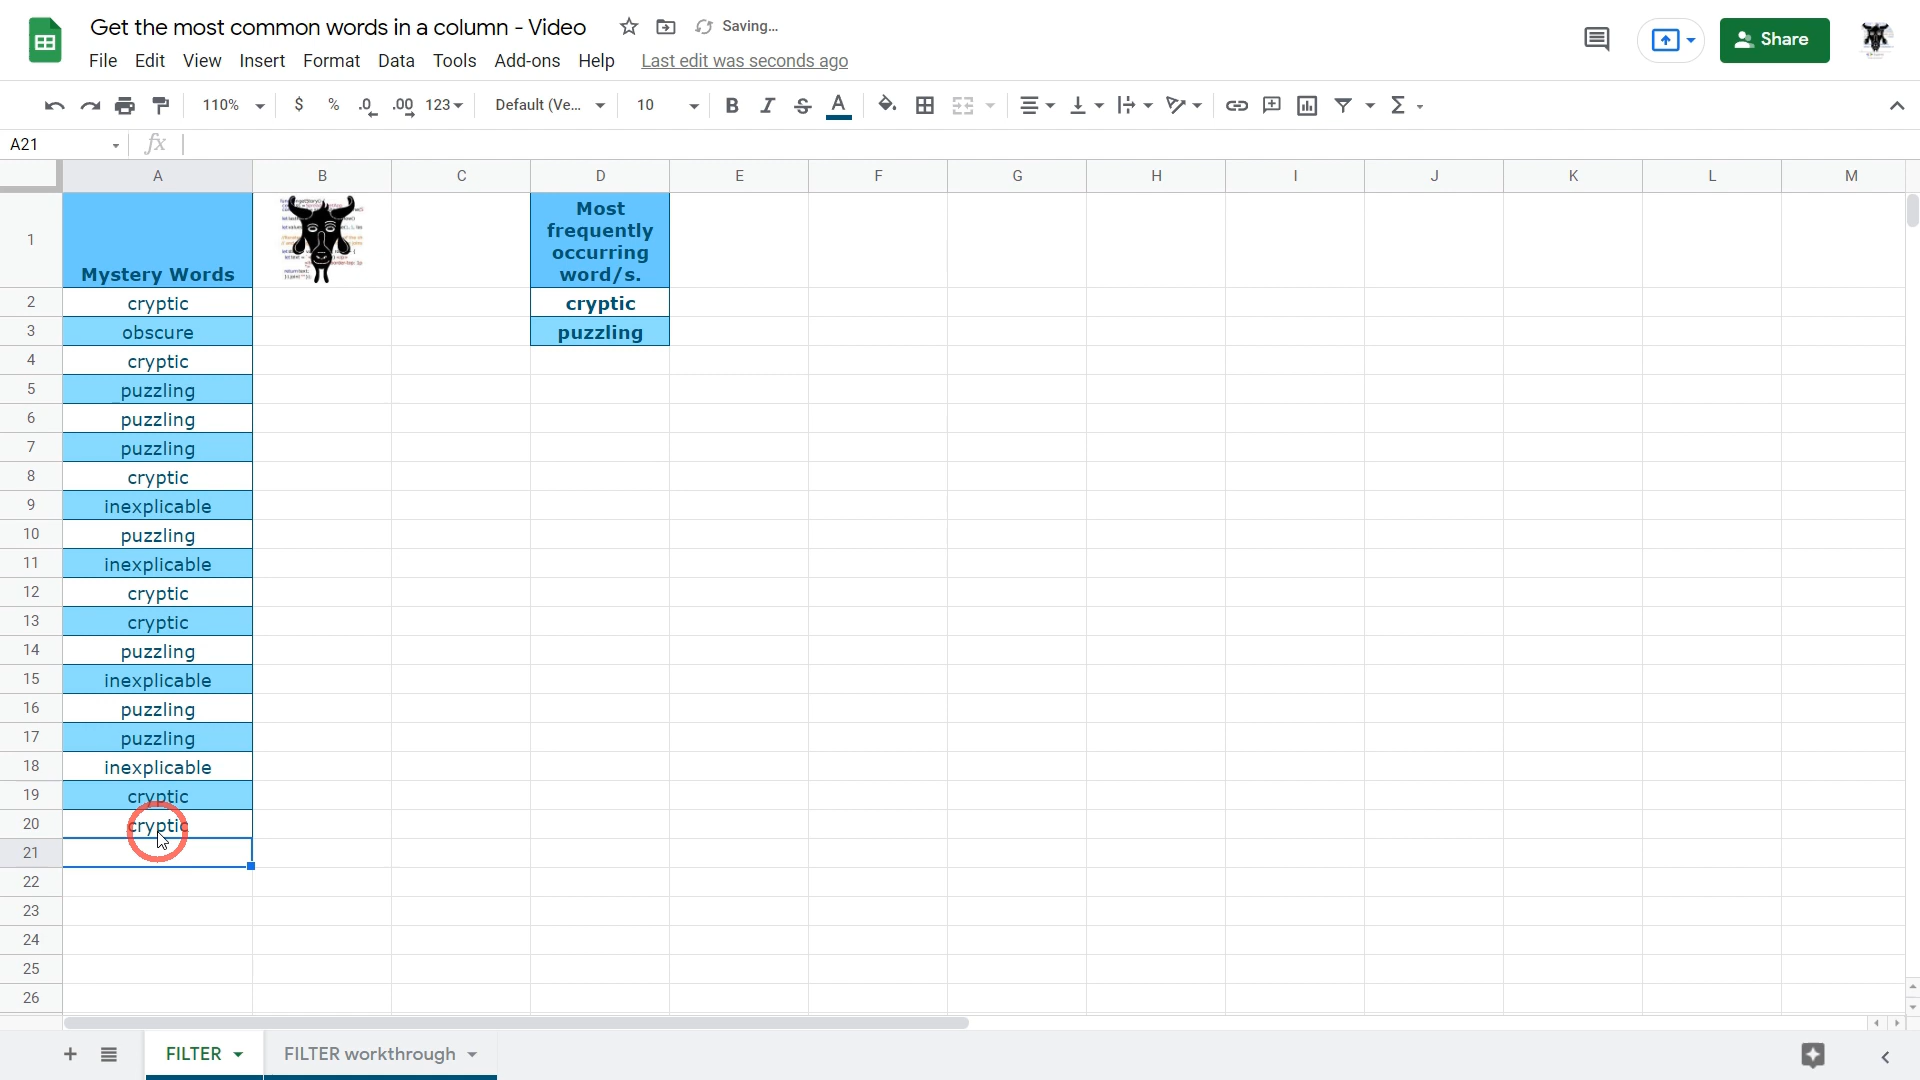 Get the most common words in a column - Video Saving...
File Edit View Insert Format Data Tools Add-ons Help Last edit was seconds ago
Share
110% $ % .0 .00 123 Default (Ve... 10 B I S A
A21 fx
A B C D E F G H I J K L M
1 Mystery Words
Most
frequently
occurring
word/s.
2 cryptic cryptic
3 obscure puzzling
4 cryptic
5 puzzling
6 puzzling
7 puzzling
8 cryptic
9 inexplicable
10 puzzling
11 inexplicable
12 cryptic
13 cryptic
14 puzzling
15 inexplicable
16 puzzling
17 puzzling
18 inexplicable
19 cryptic
20 cryptic
21
22
23
24
25
26
FILTER FILTER workthrough